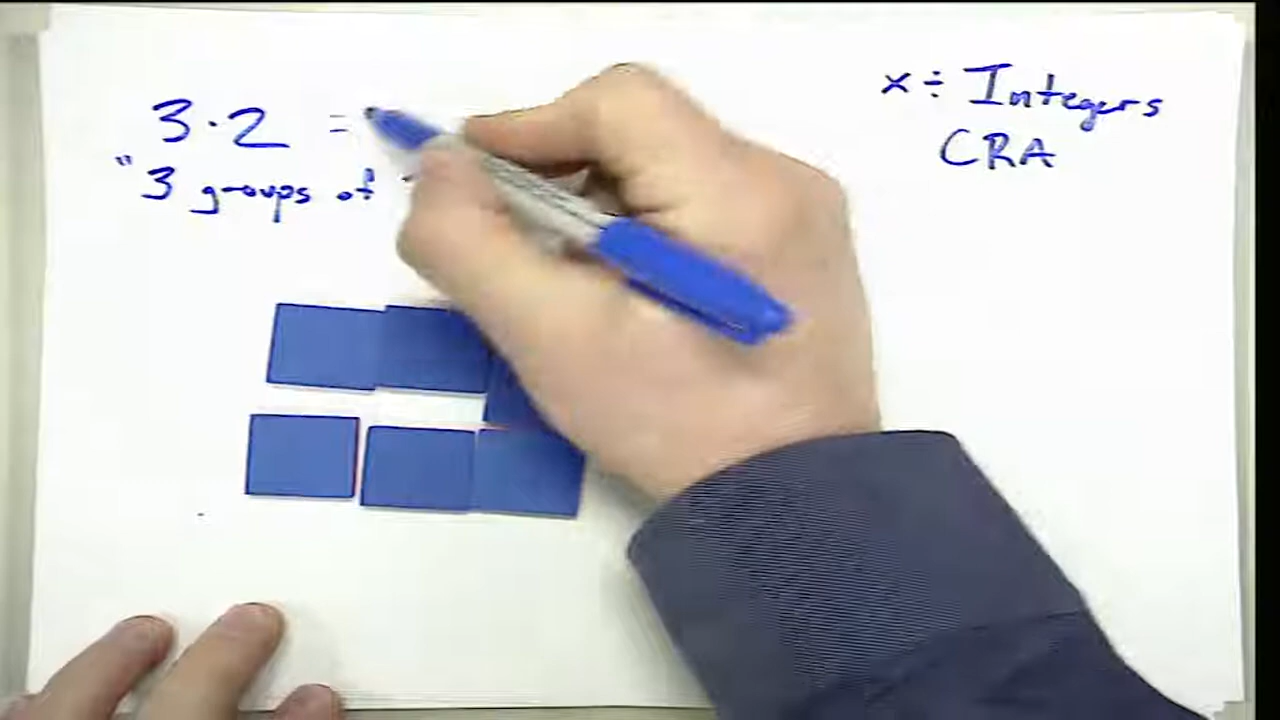 3·2 =
"3 groups of
x ÷ Integers
CRA